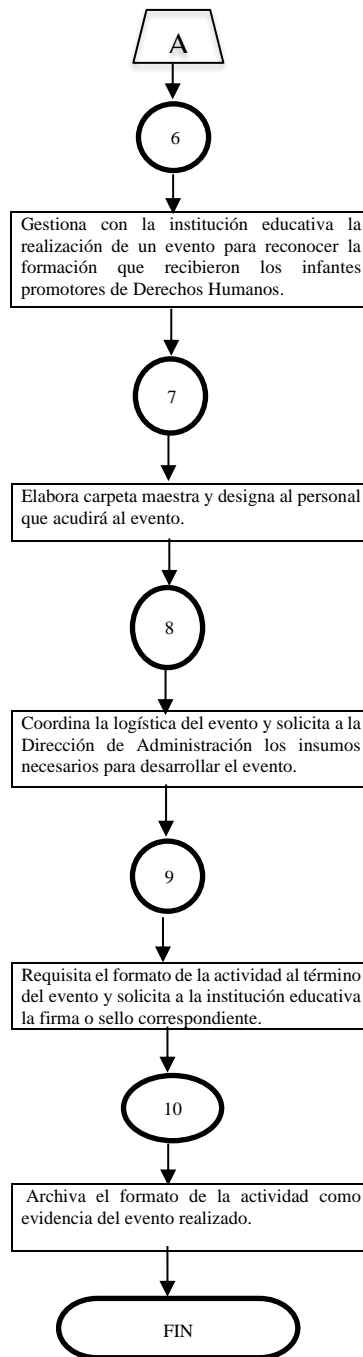 A
6
Gestiona con la institución educativa la
realización de un evento para reconocer la
formación que recibieron los infantes
promotores de Derechos Humanos.
7
Elabora carpeta maestra y designa al personal
que acudirá al evento.
8
Coordina la logística del evento y solicita a la
Dirección de Administración los insumos
necesarios para desarrollar el evento.
9
Requisita el formato de la actividad al término
del evento y solicita a la institución educativa
la firma o sello correspondiente.
10
Archiva el formato de la actividad como
evidencia del evento realizado.
FIN